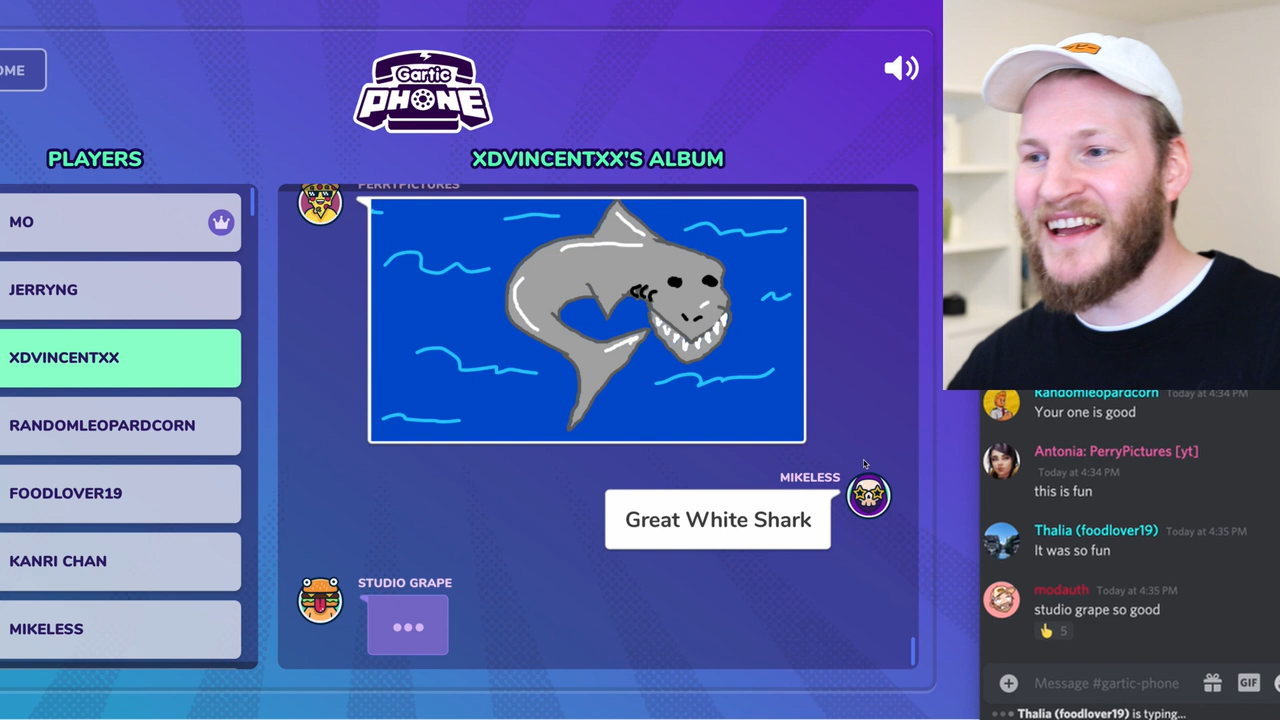 OME
Gartic
PHONE
PLAYERS
XDVINCENTXX'S ALBUM
MO
JERRYNG
XDVINCENTXX
RANDOMLEOPARDCORN
FOODLOVER19
KANRI CHAN
MIKELESS
PERRYPICTURES
MIKELESS
Great White Shark
STUDIO GRAPE
Randomleopardcorn Today at 4:34 PM
Your one is good
Antonia: PerryPictures [yt]
Today at 4:34 PM
this is fun
Thalia (foodlover19) Today at 4:35 PM
It was so fun
modauth Today at 4:35 PM
studio grape so good
👆 5
Message #gartic-phone
GIF
Thalia (foodlover19) is typing...